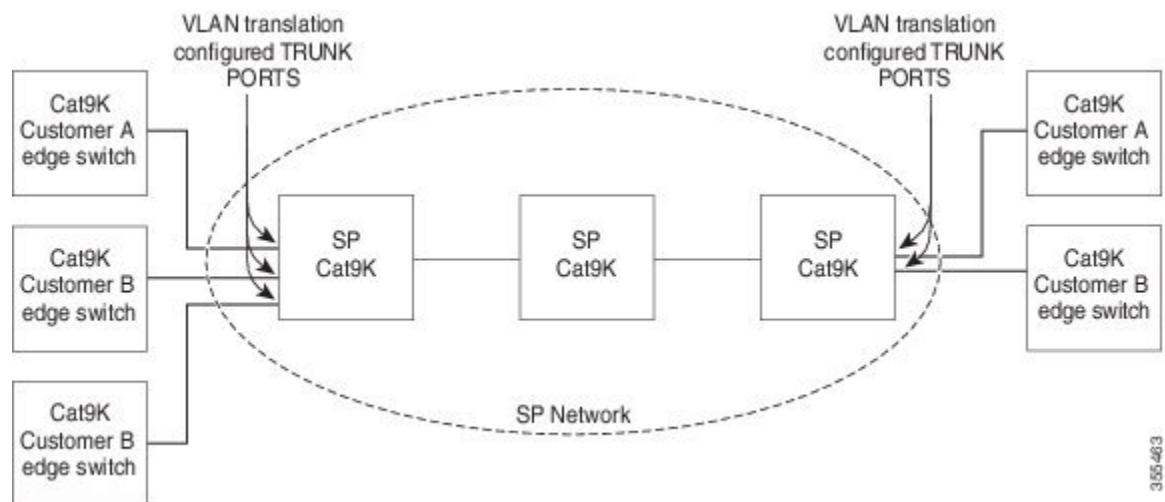 VLAN translation
configured TRUNK
PORTS
VLAN translation
configured TRUNK
PORTS
Cat9K
Customer A
edge switch
Cat9K
Customer A
edge switch
SP
Cat9K
SP
Cat9K
SP
Cat9K
Cat9K
Customer B
edge switch
Cat9K
Customer B
edge switch
Cat9K
Customer B
edge switch
SP Network
355463